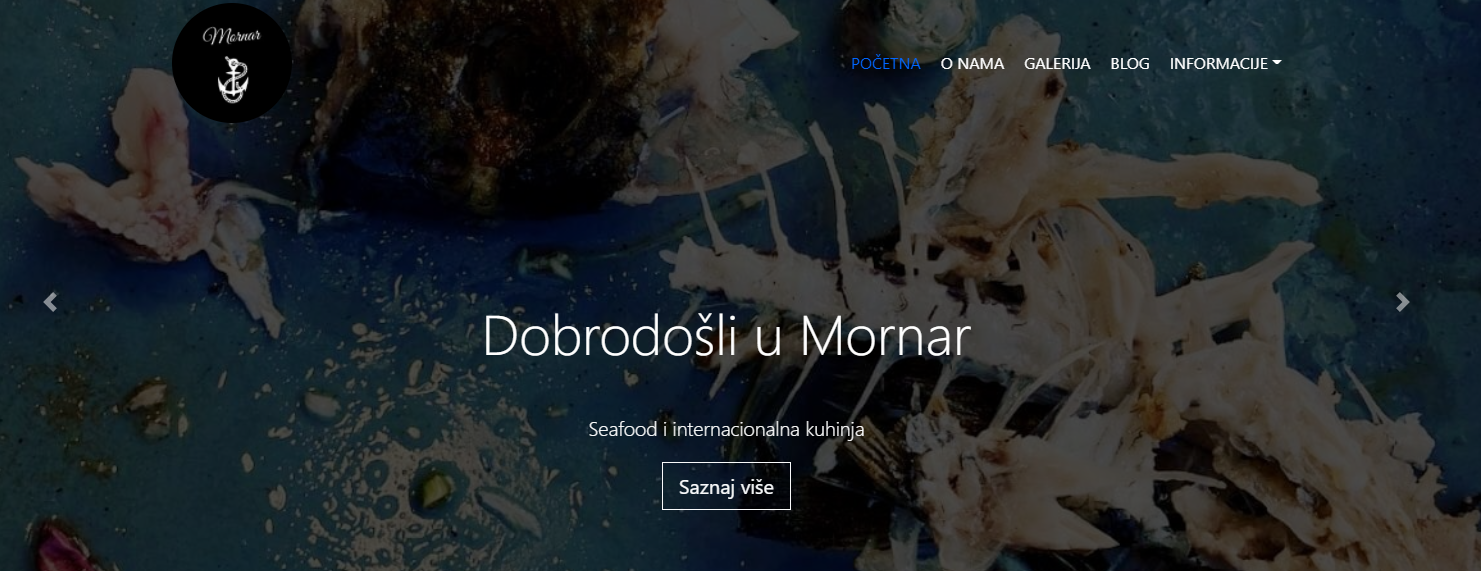 Mornar
POČETNA O NAMA GALERIJA BLOG INFORMACIJE
Dobrodošli u Mornar
Seafood i internacionalna kuhinja
Saznaj više